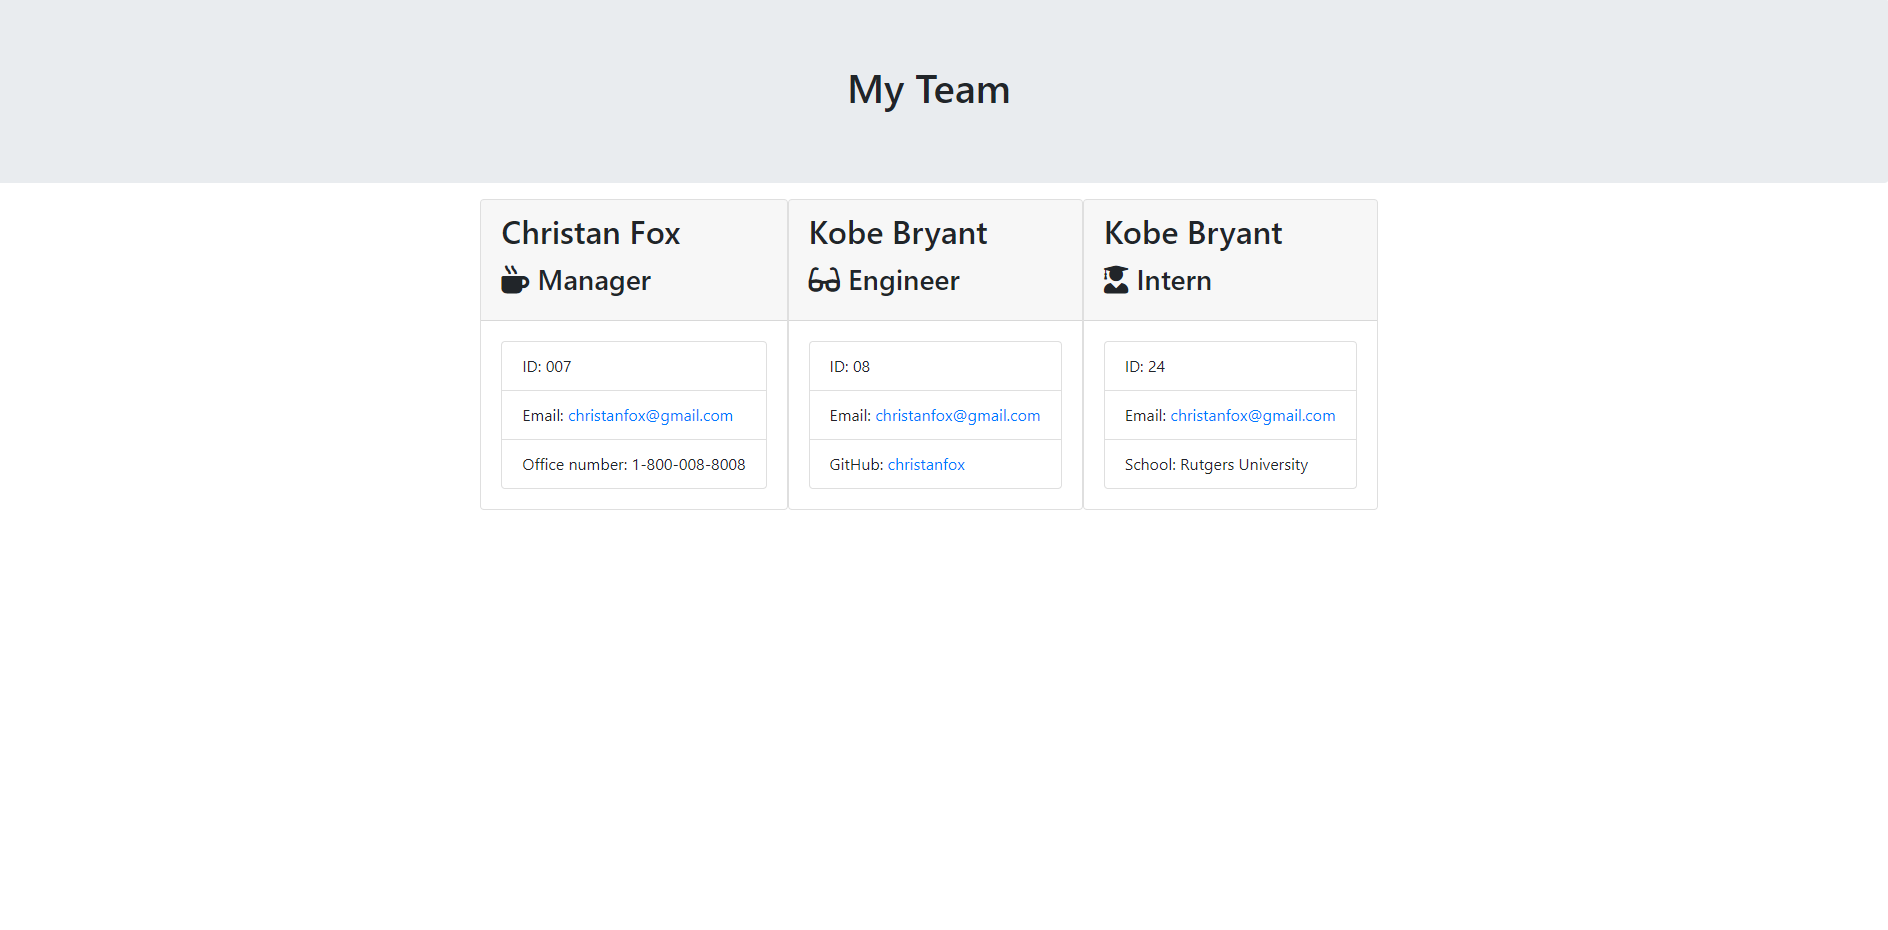 My Team
Christan Fox
Manager
ID: 007
Email: christanfox@gmail.com
Office number: 1-800-008-8008
Kobe Bryant
Engineer
ID: 08
Email: christanfox@gmail.com
GitHub: christanfox
Kobe Bryant
Intern
ID: 24
Email: christanfox@gmail.com
School: Rutgers University